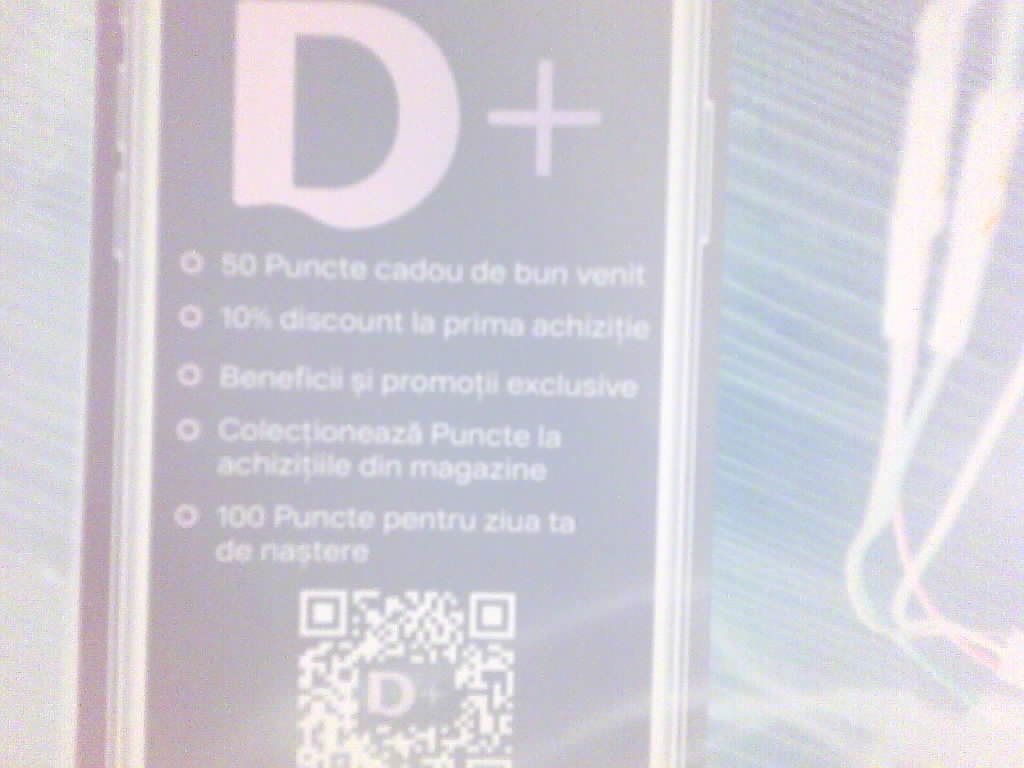 D+
50 Puncte cadou de bun venit
10% discount la prima achiziție
Beneficii și promoții exclusive
Colecționează Puncte la
achizițiile din magazine
100 Puncte pentru ziua ta
de naștere
D+